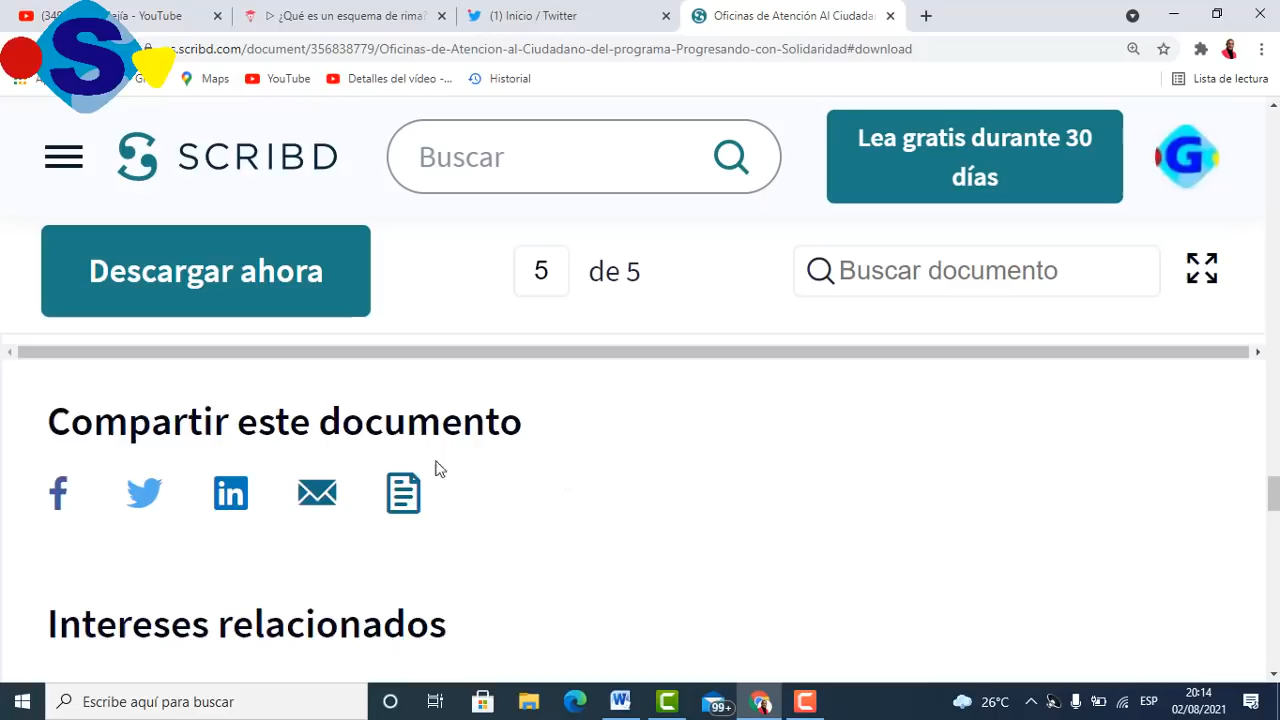 (1) Inicio / Twitter
¿Qué es un esquema de rima?
Oficinas de Atención Al Ciudada
.scribd.com/document/356838779/Oficinas-de-Atencion-al-Ciudadano-del-programa-Progresando-con-Solidaridad#download
S
Maps
YouTube
Detalles del vídeo -...
Historial
Lista de lectura
SCRIBD
Buscar
Lea gratis durante 30
días
G
Descargar ahora
5
de 5
Buscar documento
Compartir este documento
f
in
Intereses relacionados
Escribe aquí para buscar
W
C
99+
C
26°C
ESP
20:14
02/08/2021